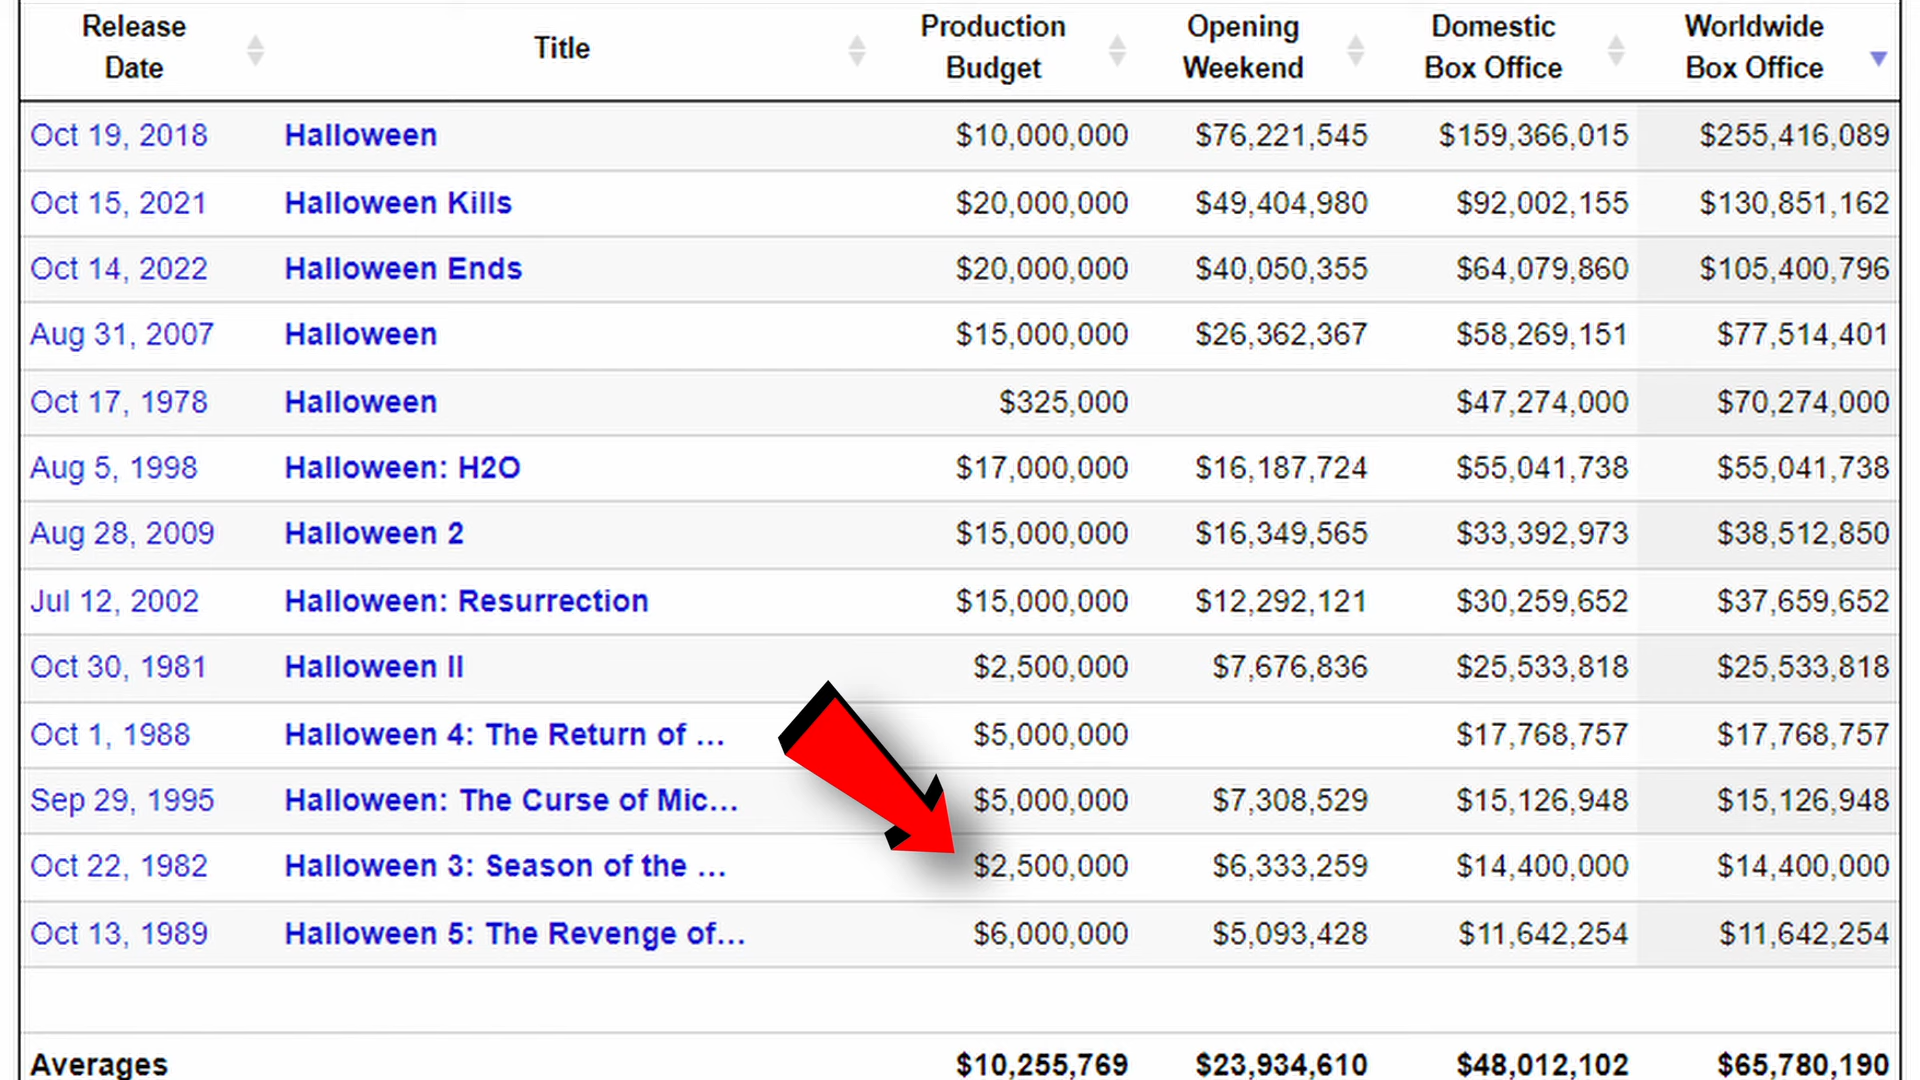 Release Date Title Production Budget Opening Weekend Domestic Box Office Worldwide Box Office
Oct 19, 2018 Halloween $10,000,000 $76,221,545 $159,366,015 $255,416,089
Oct 15, 2021 Halloween Kills $20,000,000 $49,404,980 $92,002,155 $130,851,162
Oct 14, 2022 Halloween Ends $20,000,000 $40,050,355 $64,079,860 $105,400,796
Aug 31, 2007 Halloween $15,000,000 $26,362,367 $58,269,151 $77,514,401
Oct 17, 1978 Halloween $325,000 $47,274,000 $70,274,000
Aug 5, 1998 Halloween: H2O $17,000,000 $16,187,724 $55,041,738 $55,041,738
Aug 28, 2009 Halloween 2 $15,000,000 $16,349,565 $33,392,973 $38,512,850
Jul 12, 2002 Halloween: Resurrection $15,000,000 $12,292,121 $30,259,652 $37,659,652
Oct 30, 1981 Halloween II $2,500,000 $7,676,836 $25,533,818 $25,533,818
Oct 1, 1988 Halloween 4: The Return of ... $5,000,000 $17,768,757 $17,768,757
Sep 29, 1995 Halloween: The Curse of Mic... $5,000,000 $7,308,529 $15,126,948 $15,126,948
Oct 22, 1982 Halloween 3: Season of the ... $2,500,000 $6,333,259 $14,400,000 $14,400,000
Oct 13, 1989 Halloween 5: The Revenge of... $6,000,000 $5,093,428 $11,642,254 $11,642,254
Averages $10,255,769 $23,934,610 $48,012,102 $65,780,190